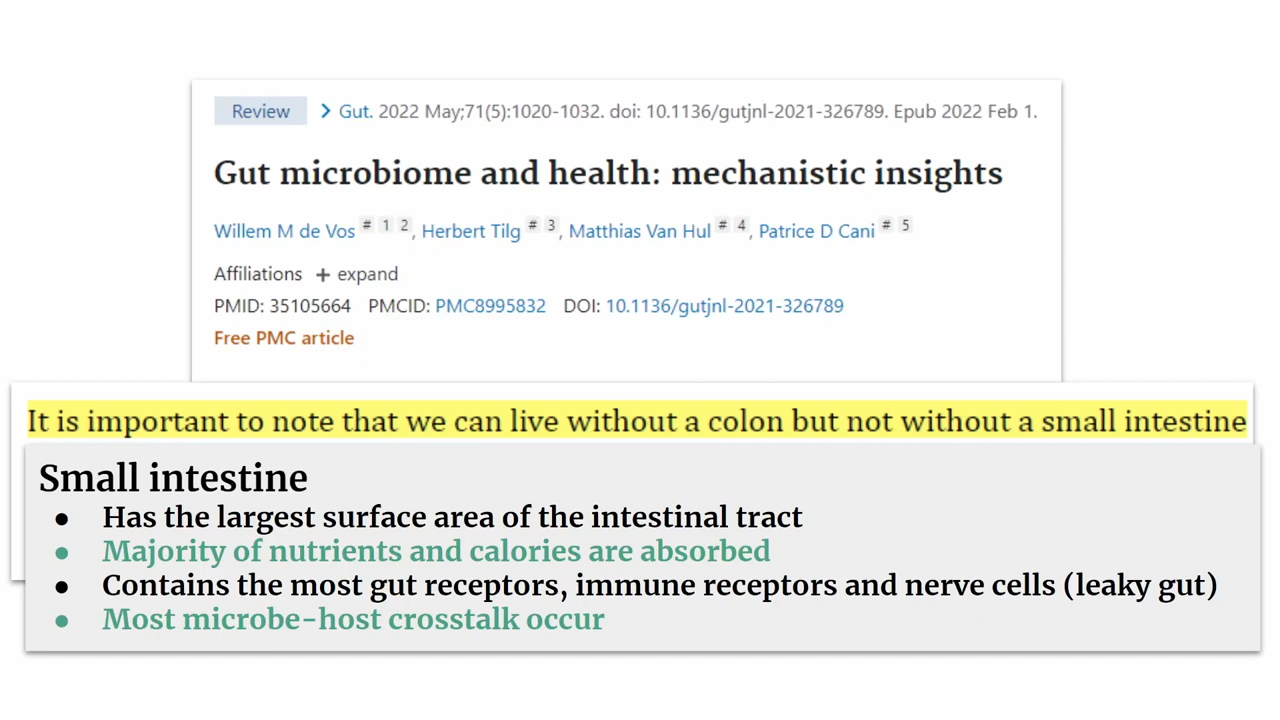 Review > Gut. 2022 May;71(5):1020-1032. doi: 10.1136/gutjnl-2021-326789. Epub 2022 Feb 1.
Gut microbiome and health: mechanistic insights
Willem M de Vos # 1 2, Herbert Tilg # 3, Matthias Van Hul # 4, Patrice D Cani # 5
Affiliations + expand
PMID: 35105664 PMCID: PMC8995832 DOI: 10.1136/gutjnl-2021-326789
Free PMC article
It is important to note that we can live without a colon but not without a small intestine
Small intestine
● Has the largest surface area of the intestinal tract
● Majority of nutrients and calories are absorbed
● Contains the most gut receptors, immune receptors and nerve cells (leaky gut)
● Most microbe-host crosstalk occur